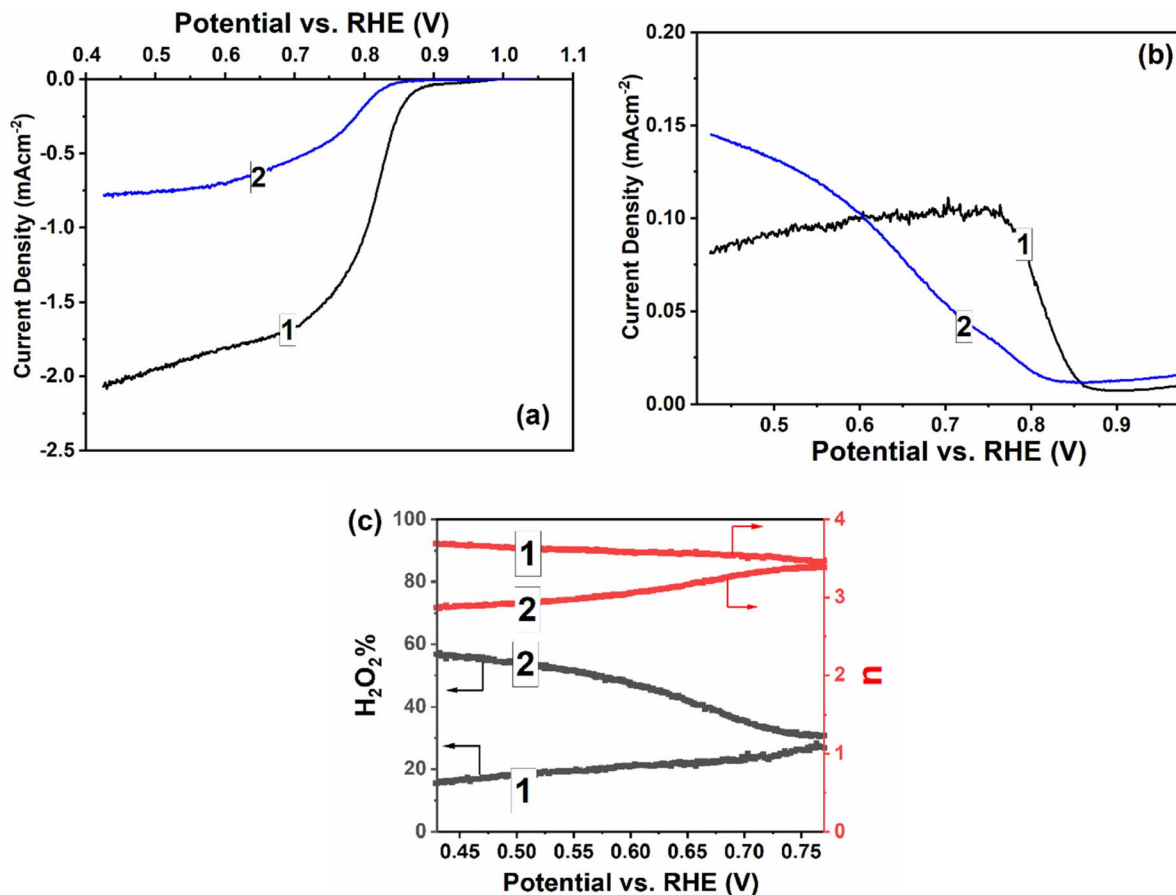 Potential vs. RHE (V)
0.4 0.5 0.6 0.7 0.8 0.9 1.0 1.1
0.0
-0.5
-1.0
-1.5
-2.0
-2.5
Current Density (mAcm⁻²)
2
1
(a)
0.20
0.15
0.10
0.05
0.00
Current Density (mAcm⁻²)
(b)
1
2
0.5 0.6 0.7 0.8 0.9
Potential vs. RHE (V)
(c)
100
80
60
40
20
0
H₂O₂%
1
2
2
1
4
3
2
1
0
n
0.45 0.50 0.55 0.60 0.65 0.70 0.75
Potential vs. RHE (V)